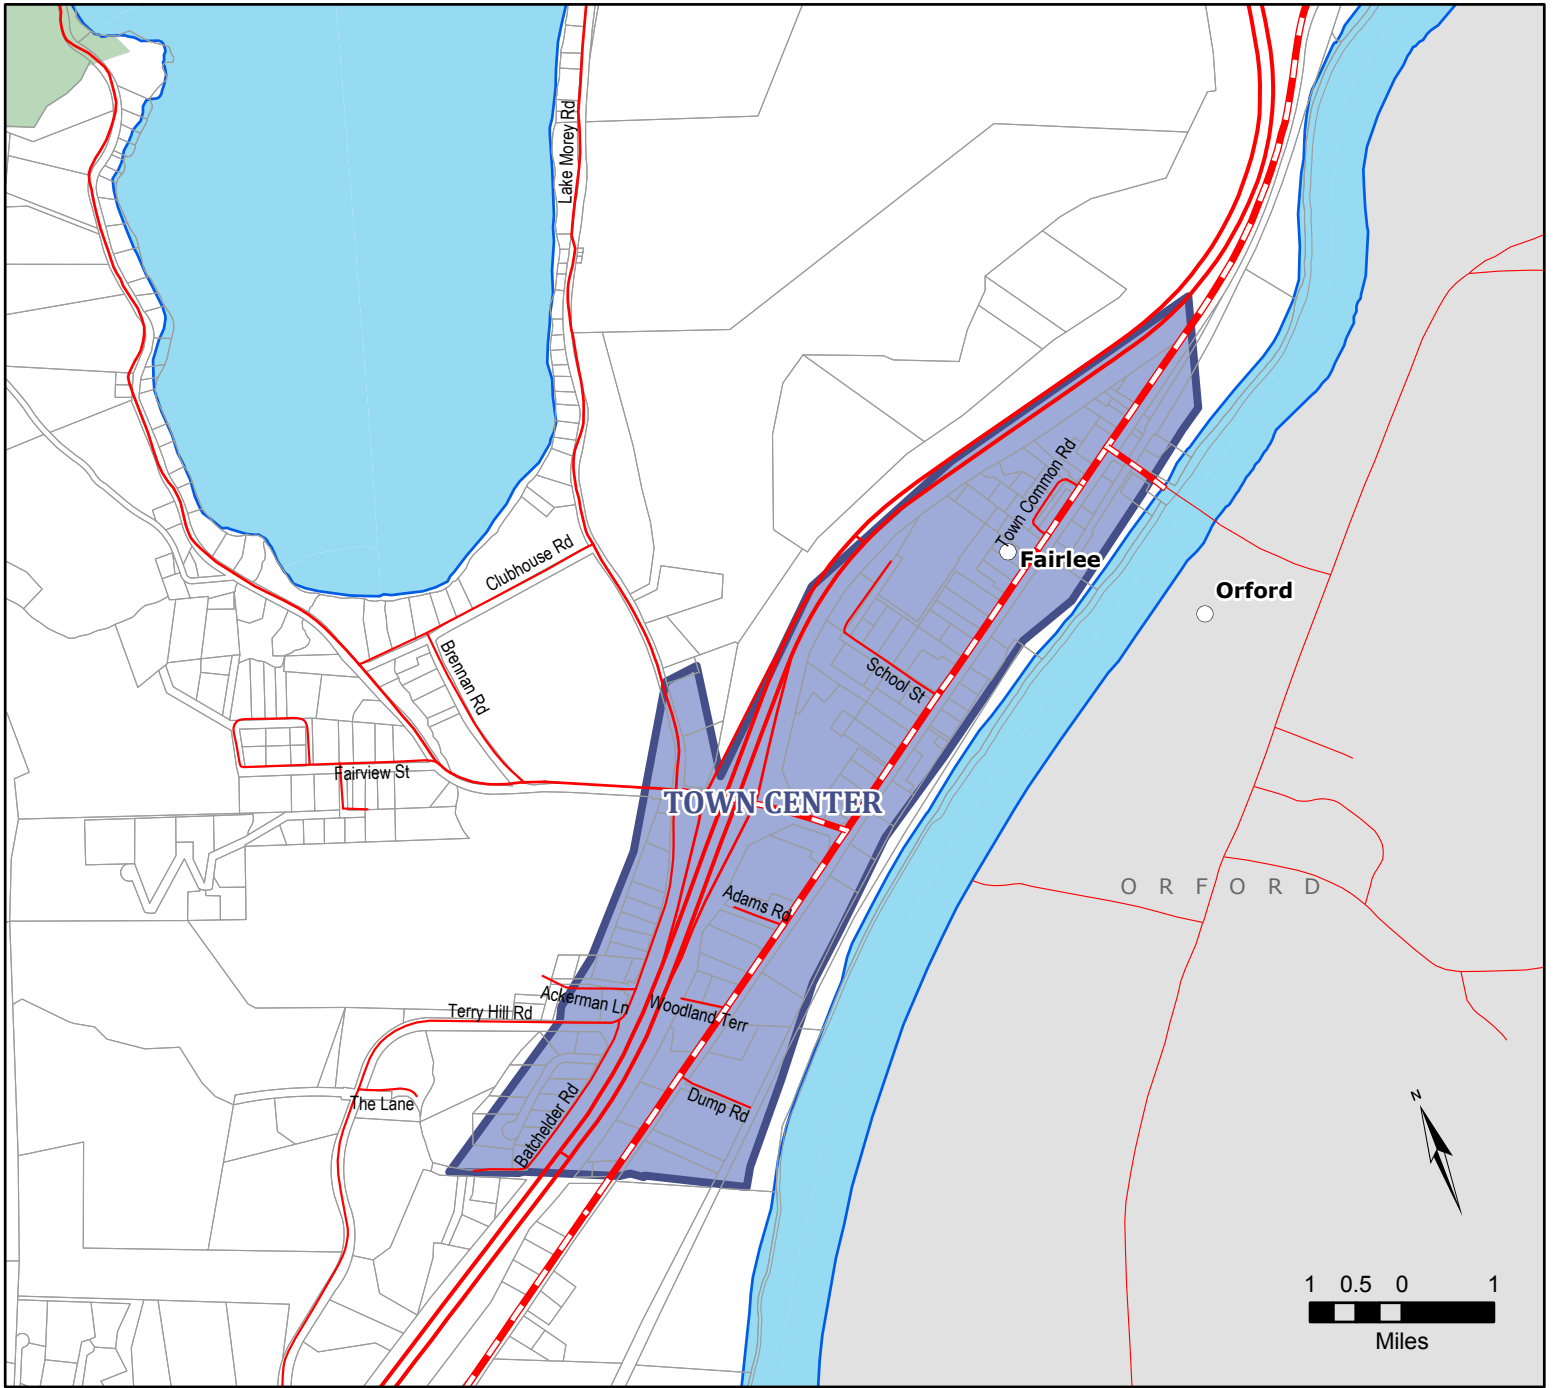 Lake Morey Rd
Town Common Rd
Fairlee
Clubhouse Rd
Orford
Brennan Rd
School St
Fairview St
TOWN CENTER
ORFORD
Adams Rd
Ackerman Ln
Woodland Terr
Terry Hill Rd
The Lane
Batchelder Rd
Dump Rd
N
1 0.5 0 1
Miles